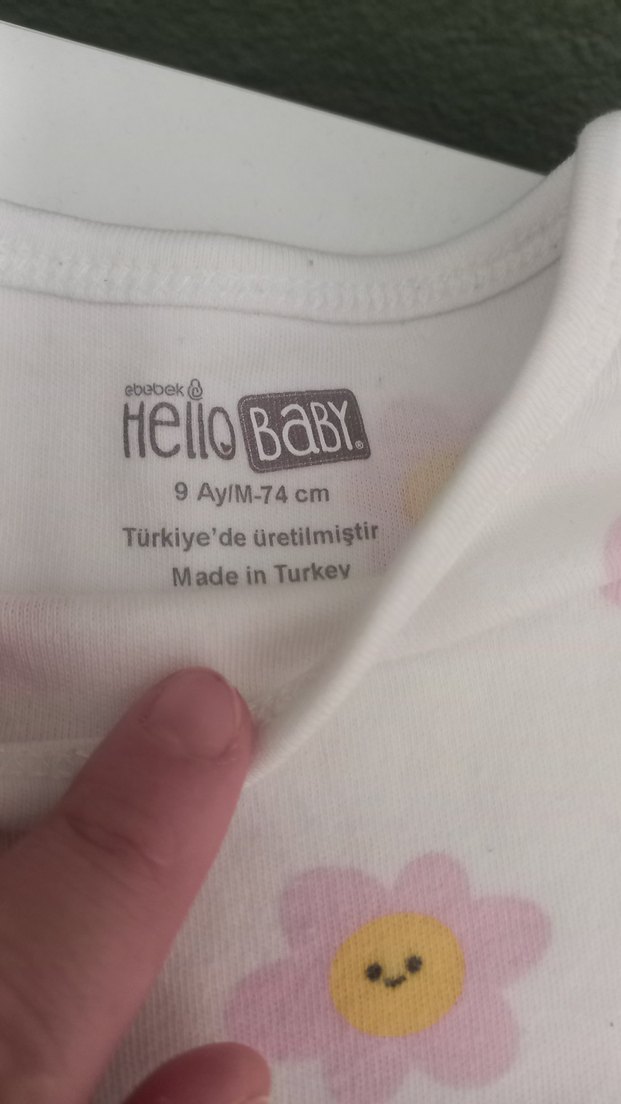 ebebek
Hello BaBY®
9 Ay/M-74 cm
Türkiye'de üretilmiştir
Made in Turkey